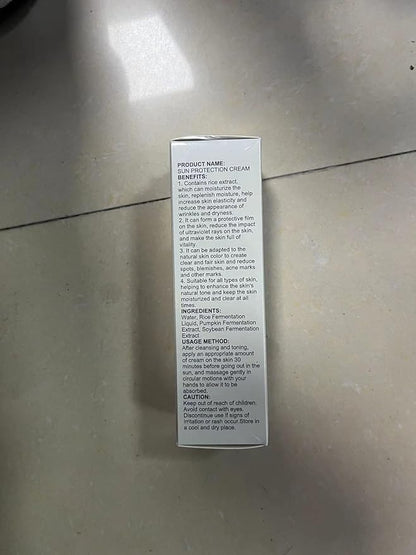 PRODUCT NAME:
SUN PROTECTION CREAM
BENEFITS:
1. Contains rice extract,
which can moisturize the
skin, replenish moisture, help
increase skin elasticity and
reduce the appearance of
wrinkles and dryness.
2. It can form a protective film
on the skin, reduce the impact
of ultraviolet rays on the skin,
and make the skin full of
vitality.
3. It can be adapted to the
natural skin color to create
clear and fair skin and reduce
spots, blemishes, acne marks
and other marks.
4. Suitable for all types of skin,
helping to enhance the skin's
natural tone and keep the skin
moisturized and clear at all
times.
INGREDIENTS:
Water, Rice Fermentation
Liquid, Pumpkin Fermentation
Extract, Soybean Fermentation
Extract
USAGE METHOD:
After cleansing and toning,
apply an appropriate amount
of cream on the skin 30
minutes before going out in the
sun, and massage gently in
circular motions with your
hands to allow it to be
absorbed.
CAUTION:
Keep out of reach of children.
Avoid contact with eyes.
Discontinue use if signs of
irritation or rash occur.Store in
a cool and dry place.